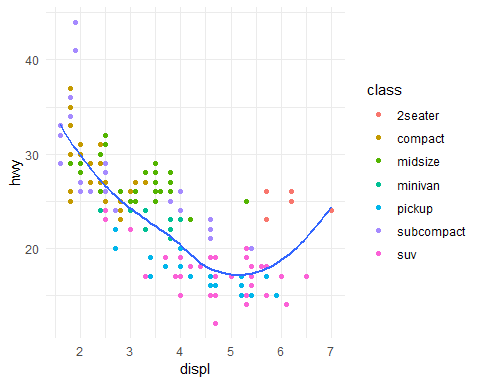 40
30
20
hwy
2 3 4 5 6 7
displ
class
2seater
compact
midsize
minivan
pickup
subcompact
suv